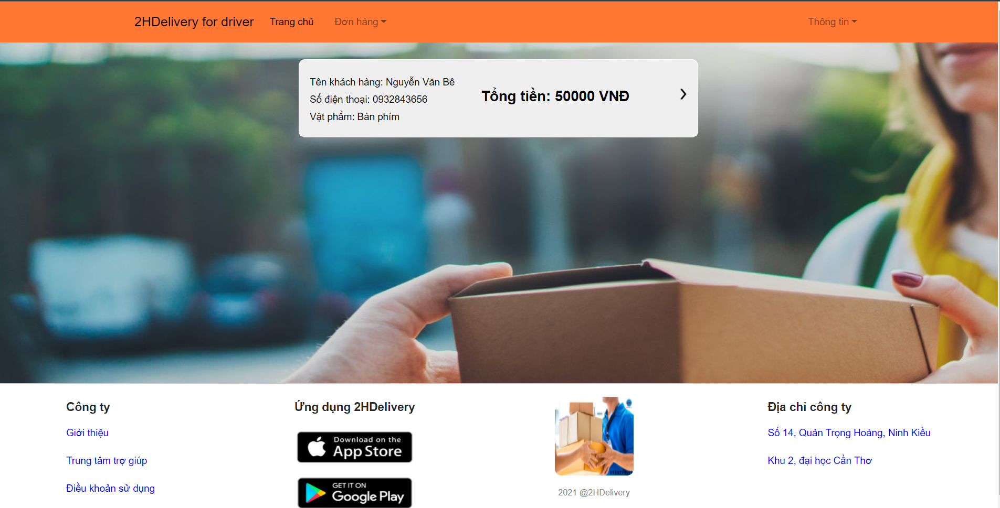 2HDelivery for driver
Trang chủ
Đơn hàng
Thông tin
Tên khách hàng: Nguyễn Văn Bê
Số điện thoại: 0932843656
Vật phẩm: Bàn phím
Tổng tiền: 50000 VNĐ
Công ty
Giới thiệu
Trung tâm trợ giúp
Điều khoản sử dụng
Ứng dụng 2HDelivery
Download on the
App Store
GET IT ON
Google Play
2021 @2HDelivery
Địa chỉ công ty
Số 14, Quản Trọng Hoàng, Ninh Kiều
Khu 2, đại học Cần Thơ